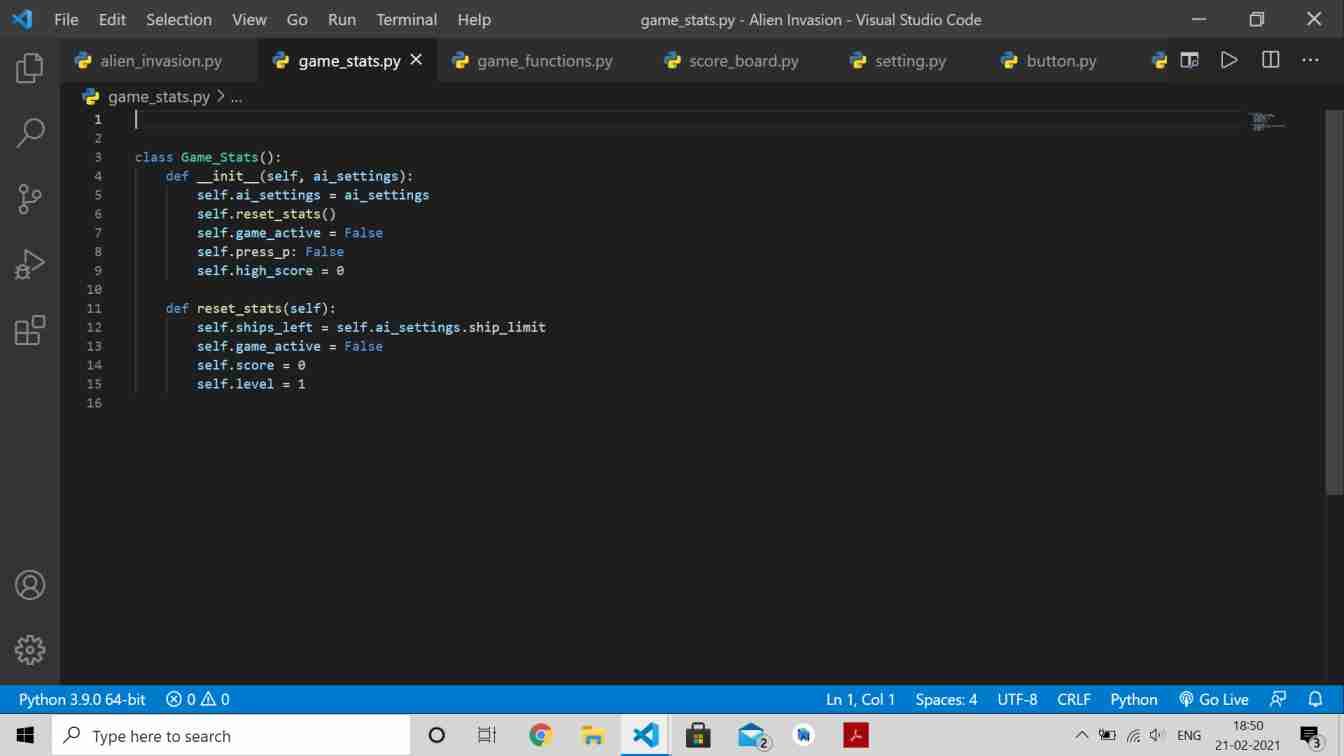 File Edit Selection View Go Run Terminal Help game_stats.py - Alien Invasion - Visual Studio Code
alien_invasion.py game_stats.py game_functions.py score_board.py setting.py button.py
game_stats.py > ...
1
2
3 class Game_Stats():
4 def __init__(self, ai_settings):
5 self.ai_settings = ai_settings
6 self.reset_stats()
7 self.game_active = False
8 self.press_p: False
9 self.high_score = 0
10
11 def reset_stats(self):
12 self.ships_left = self.ai_settings.ship_limit
13 self.game_active = False
14 self.score = 0
15 self.level = 1
16
Python 3.9.0 64-bit 0 0 Ln 1, Col 1 Spaces: 4 UTF-8 CRLF Python Go Live
Type here to search 2 ENG 18:50 3
21-02-2021